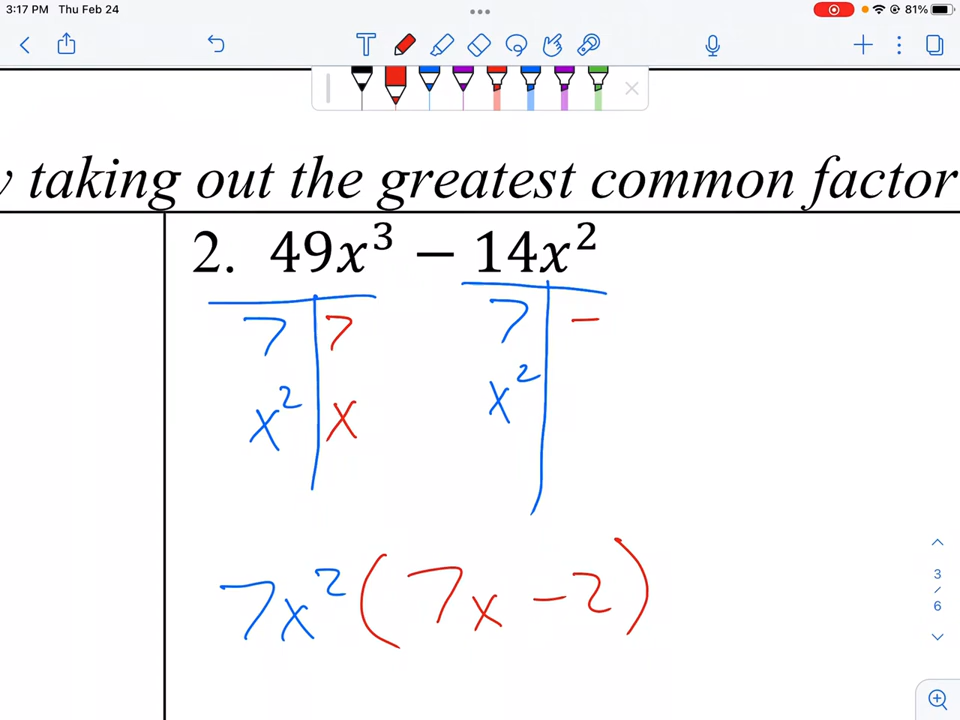 3:17 PM Thu Feb 24 81%
taking out the greatest common factor
2. 49x³ − 14x²
7 7 7 −
x² x x²
7x² ( 7x − 2 )
3
/
6